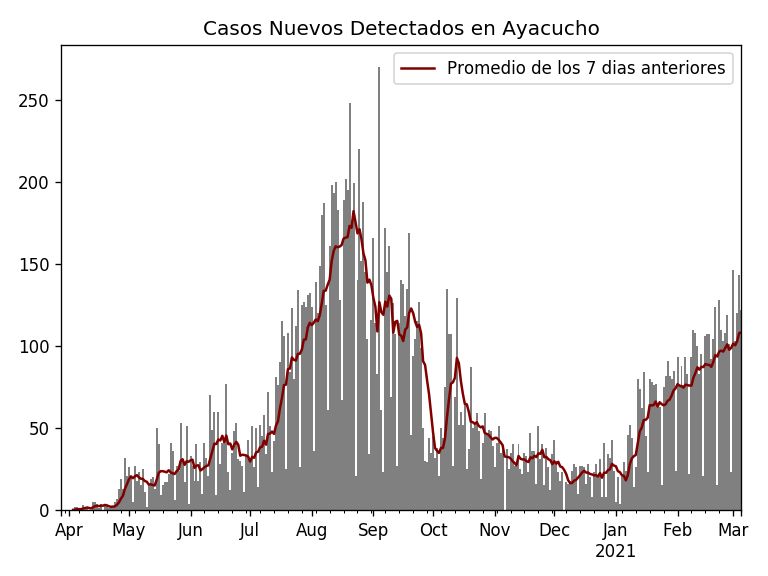 Casos Nuevos Detectados en Ayacucho
Promedio de los 7 dias anteriores
250
200
150
100
50
0
Apr May Jun Jul Aug Sep Oct Nov Dec Jan Feb Mar
2021